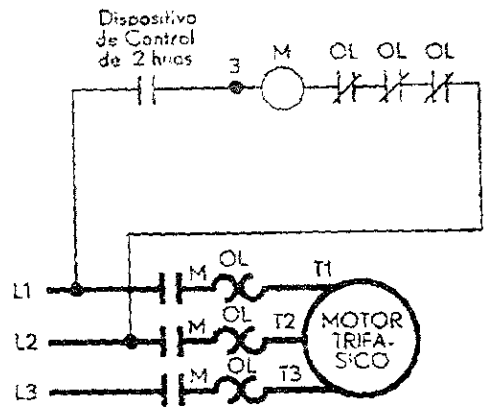 Dispositivo
de Control
de 2 hilos
3 M OL OL OL
L1 M OL T1
L2 M OL T2
L3 M OL T3
MOTOR
TRIFA-
SICO